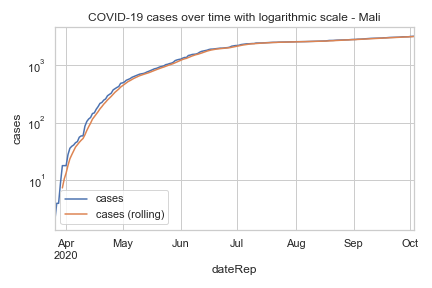 COVID-19 cases over time with logarithmic scale - Mali
cases
10³
10²
10¹
cases
cases (rolling)
Apr May Jun Jul Aug Sep Oct
2020
dateRep